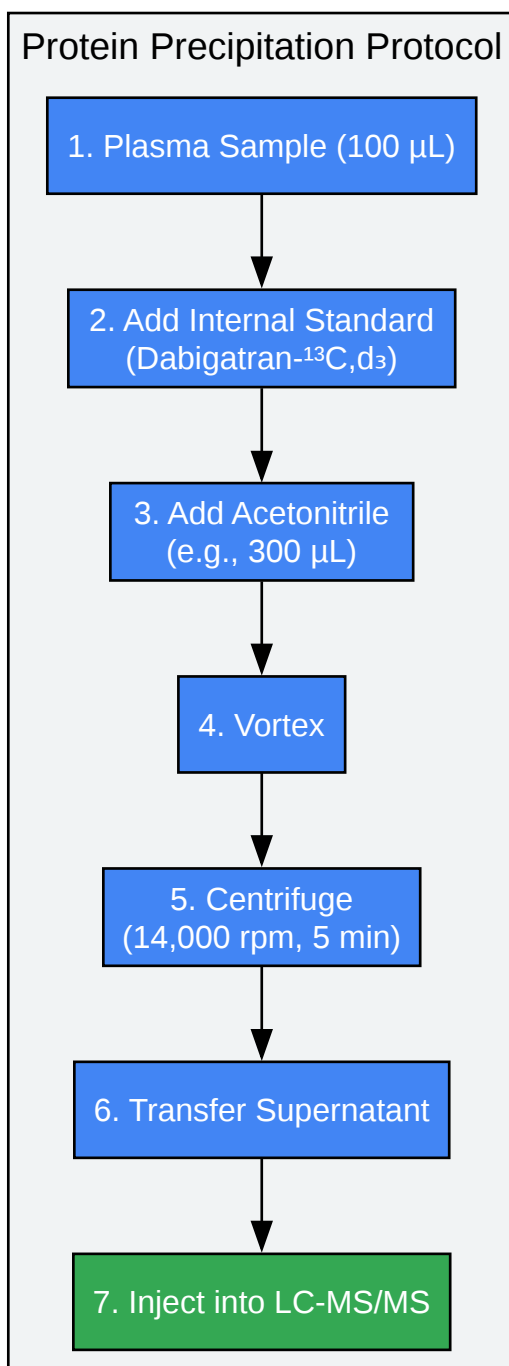 Protein Precipitation Protocol
1. Plasma Sample (100 µL)
2. Add Internal Standard
(Dabigatran-¹³C,d₃)
3. Add Acetonitrile
(e.g., 300 µL)
4. Vortex
5. Centrifuge
(14,000 rpm, 5 min)
6. Transfer Supernatant
7. Inject into LC-MS/MS